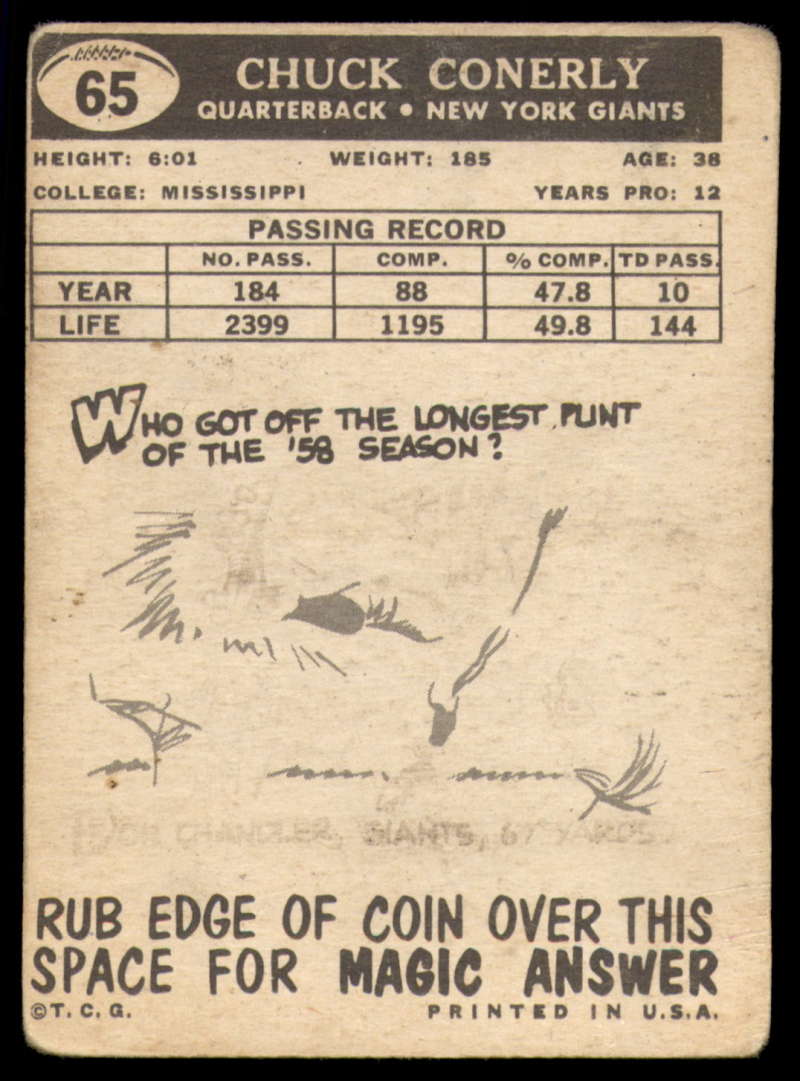 65
CHUCK CONERLY
QUARTERBACK • NEW YORK GIANTS
HEIGHT: 6:01 WEIGHT: 185 AGE: 38
COLLEGE: MISSISSIPPI YEARS PRO: 12
PASSING RECORD
NO. PASS. COMP. % COMP. TD PASS.
YEAR 184 88 47.8 10
LIFE 2399 1195 49.8 144
WHO GOT OFF THE LONGEST PUNT
OF THE '58 SEASON?
CHANDLER, GIANTS, 67 YARDS.
RUB EDGE OF COIN OVER THIS
SPACE FOR MAGIC ANSWER
©T. C. G. PRINTED IN U.S.A.